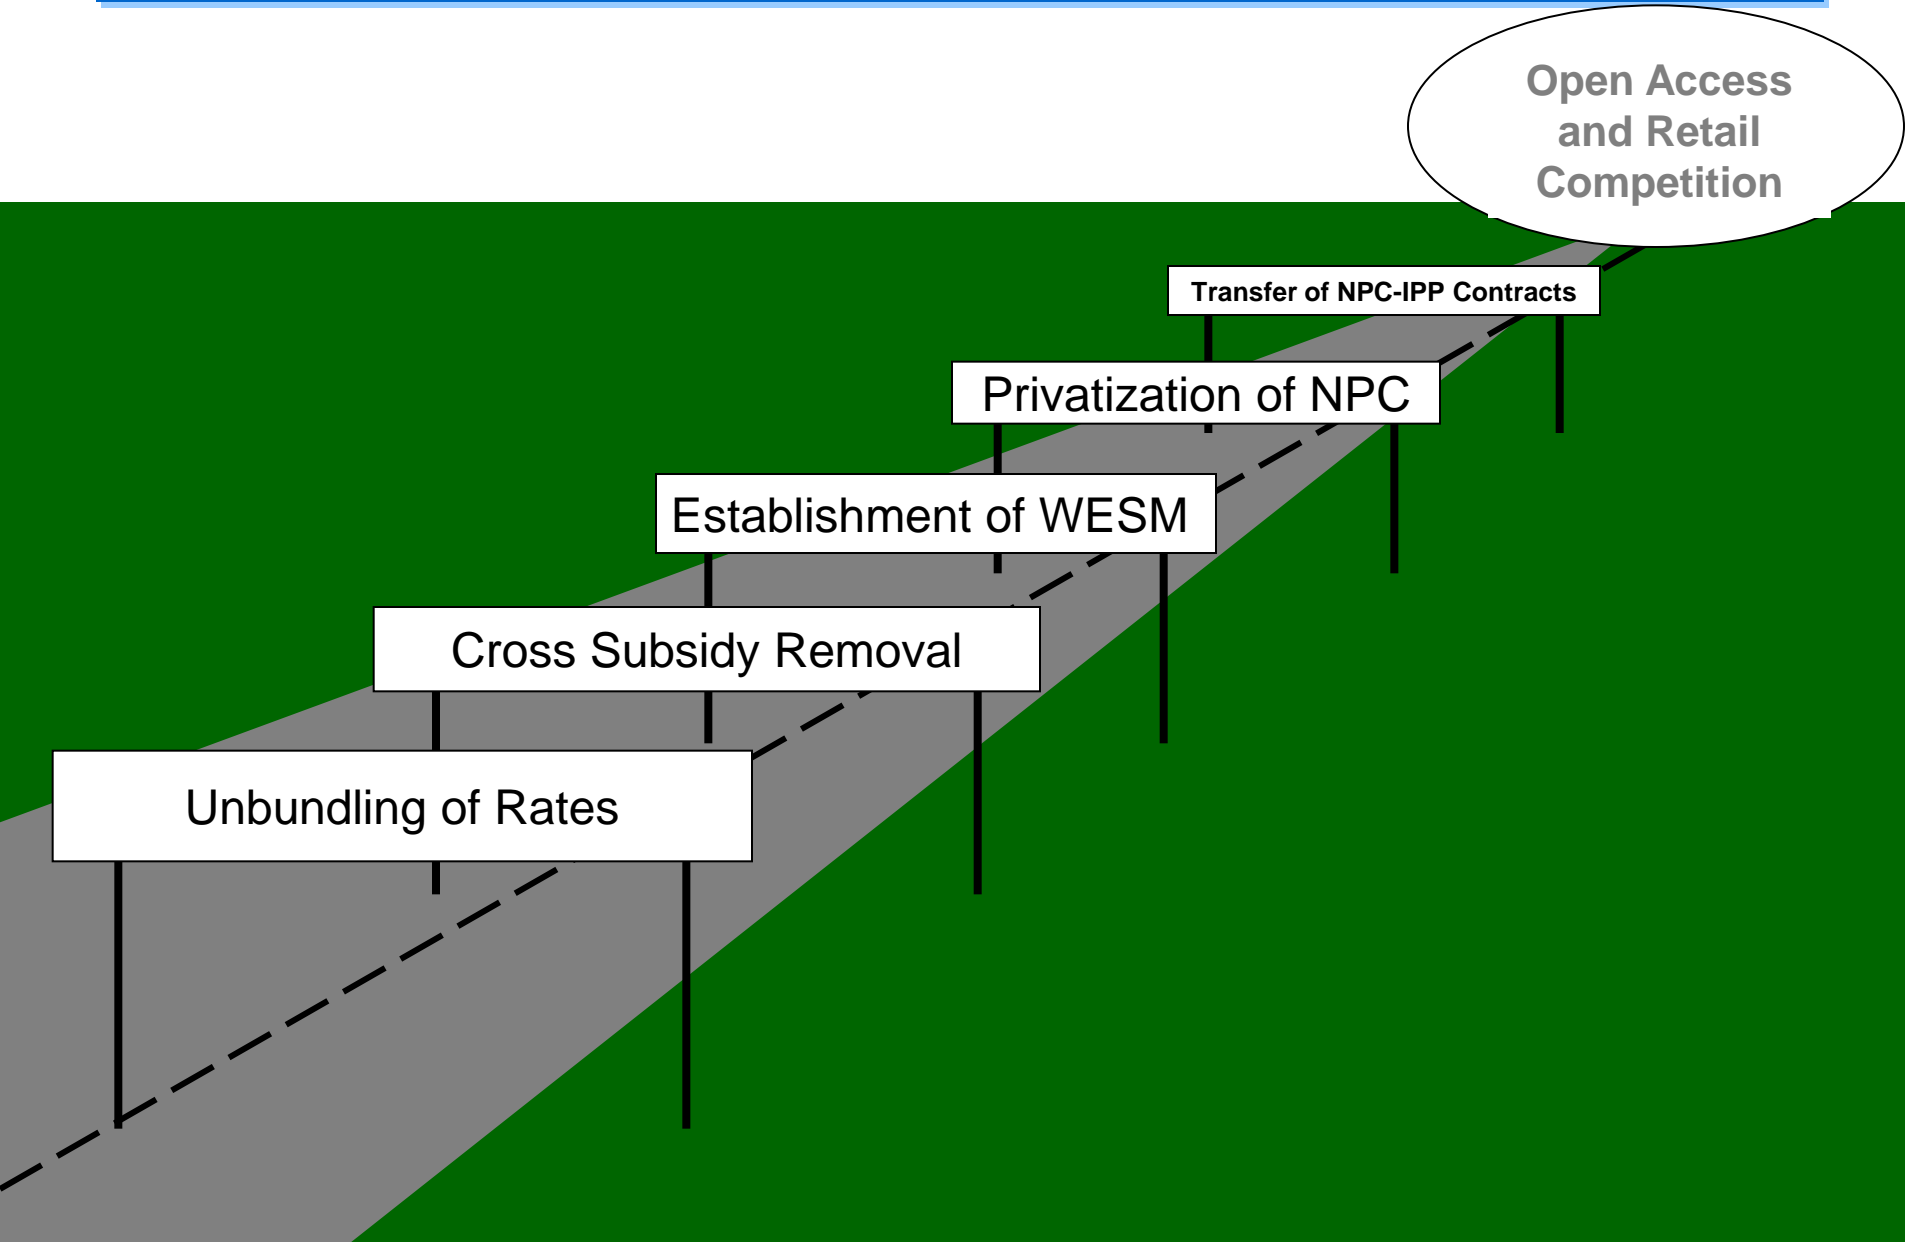 Open Access
and Retail
Competition
Transfer of NPC-IPP Contracts
Privatization of NPC
Establishment of WESM
Cross Subsidy Removal
Unbundling of Rates